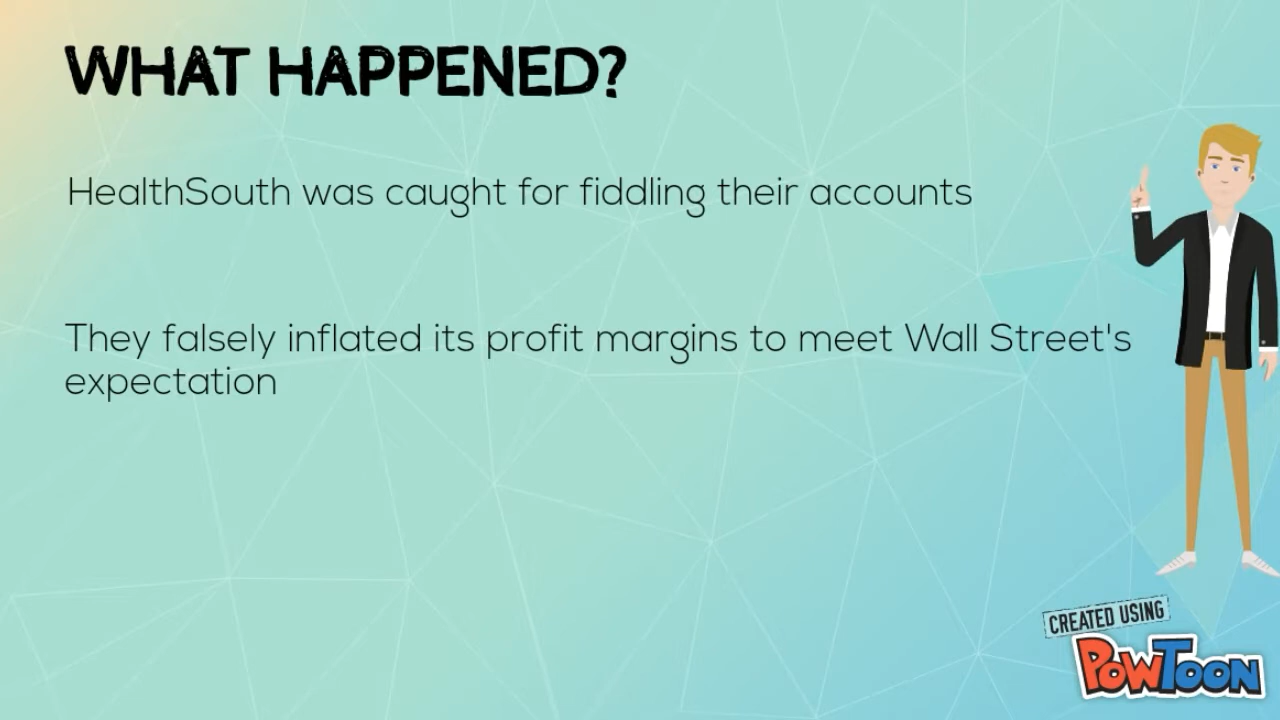 WHAT HAPPENED?
HealthSouth was caught for fiddling their accounts
They falsely inflated its profit margins to meet Wall Street's
expectation
CREATED USING
POWTOON